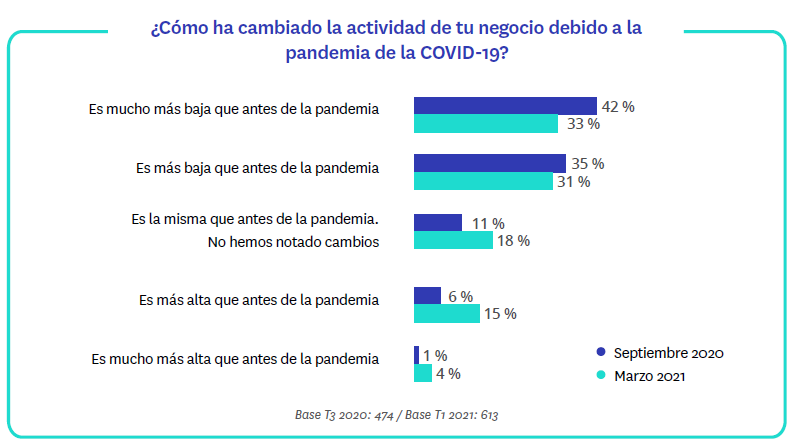 ¿Cómo ha cambiado la actividad de tu negocio debido a la
pandemia de la COVID-19?
Es mucho más baja que antes de la pandemia
42 %
33 %
Es más baja que antes de la pandemia
35 %
31 %
Es la misma que antes de la pandemia.
No hemos notado cambios
11 %
18 %
Es más alta que antes de la pandemia
6 %
15 %
Es mucho más alta que antes de la pandemia
1 %
4 %
Septiembre 2020
Marzo 2021
Base T3 2020: 474 / Base T1 2021: 613